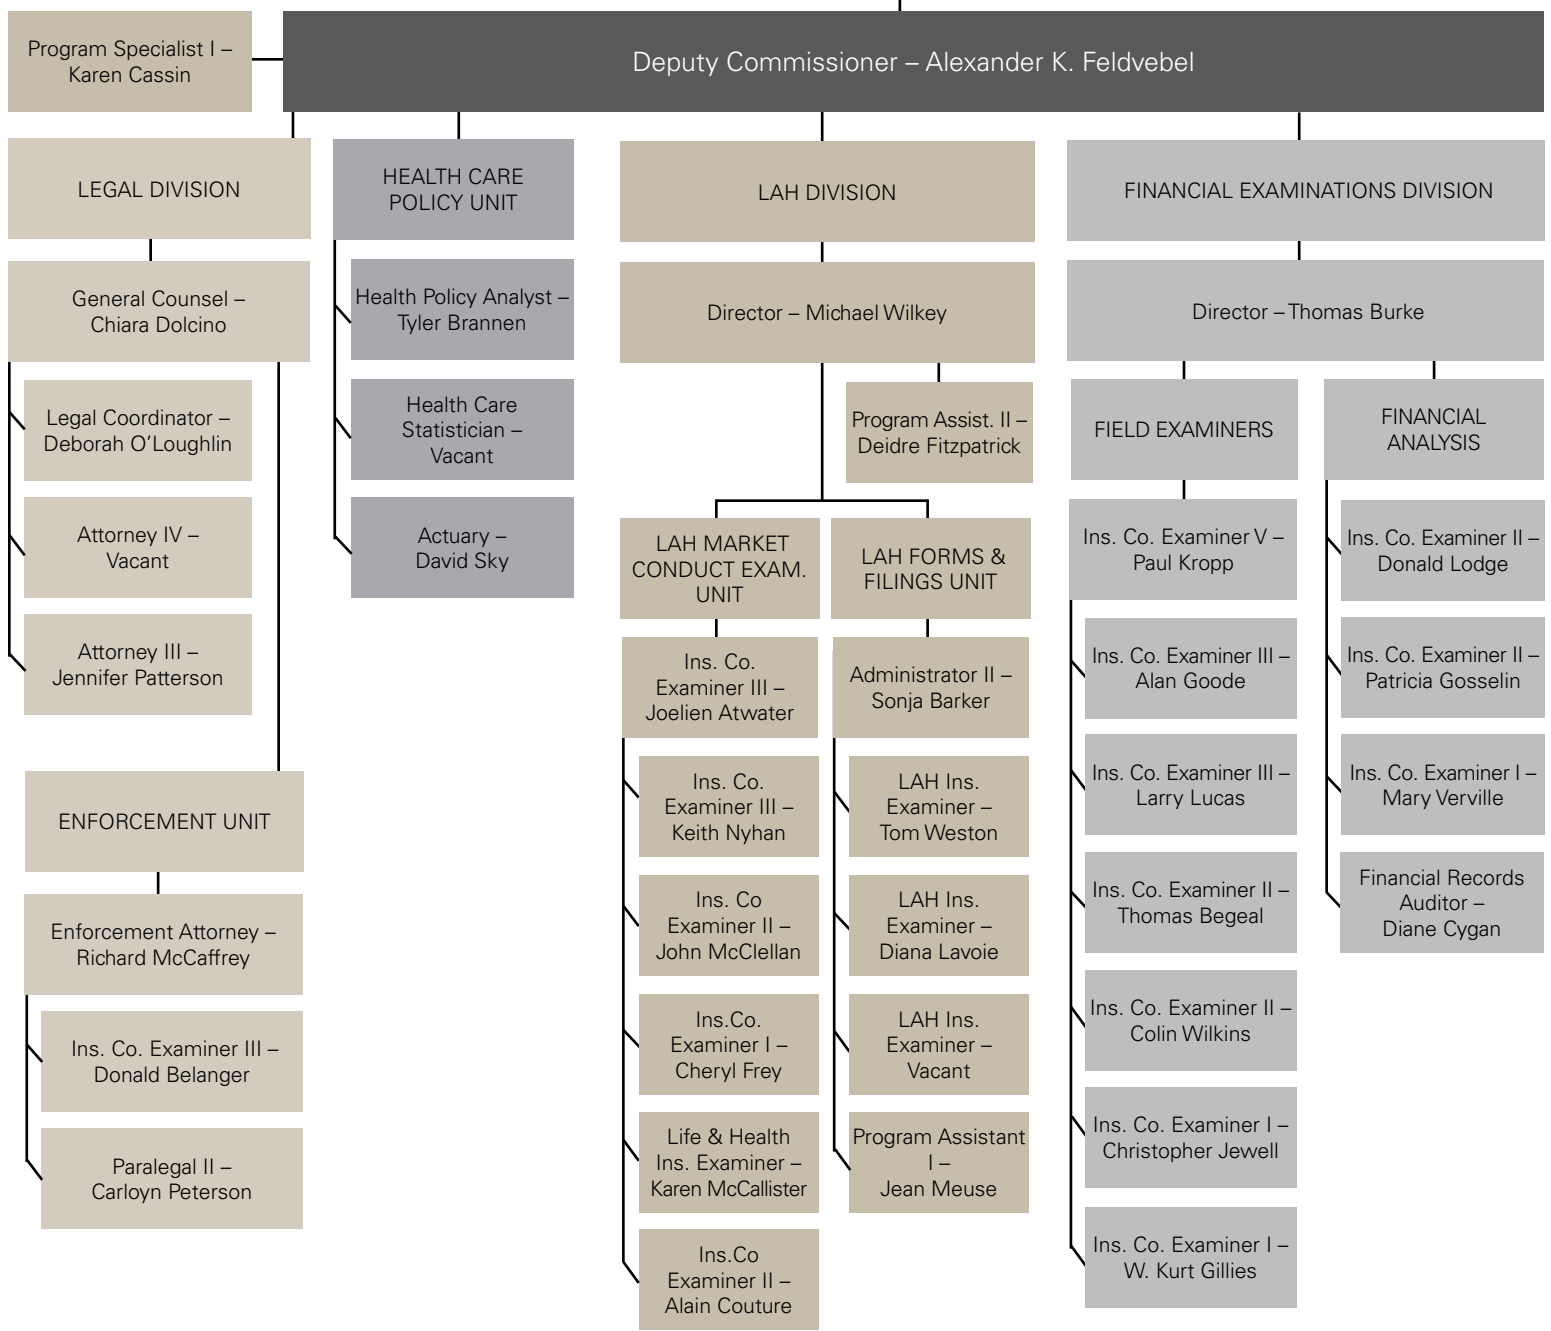 Program Specialist I –
Karen Cassin
Deputy Commissioner – Alexander K. Feldvebel
LEGAL DIVISION
General Counsel –
Chiara Dolcino
Legal Coordinator –
Deborah O’Loughlin
Attorney IV –
Vacant
Attorney III –
Jennifer Patterson
ENFORCEMENT UNIT
Enforcement Attorney –
Richard McCaffrey
Ins. Co. Examiner III –
Donald Belanger
Paralegal II –
Carloyn Peterson
HEALTH CARE
POLICY UNIT
Health Policy Analyst –
Tyler Brannen
Health Care
Statistician –
Vacant
Actuary –
David Sky
LAH DIVISION
Director – Michael Wilkey
Program Assist. II –
Deidre Fitzpatrick
LAH MARKET
CONDUCT EXAM.
UNIT
Ins. Co.
Examiner III –
Joelien Atwater
Ins. Co.
Examiner III –
Keith Nyhan
Ins. Co
Examiner II –
John McClellan
Ins.Co.
Examiner I –
Cheryl Frey
Life & Health
Ins. Examiner –
Karen McCallister
Ins.Co
Examiner II –
Alain Couture
LAH FORMS &
FILINGS UNIT
Administrator II –
Sonja Barker
LAH Ins.
Examiner –
Tom Weston
LAH Ins.
Examiner –
Diana Lavoie
LAH Ins.
Examiner –
Vacant
Program Assistant
I –
Jean Meuse
FINANCIAL EXAMINATIONS DIVISION
Director – Thomas Burke
FIELD EXAMINERS
Ins. Co. Examiner V –
Paul Kropp
Ins. Co. Examiner III –
Alan Goode
Ins. Co. Examiner III –
Larry Lucas
Ins. Co. Examiner II –
Thomas Begeal
Ins. Co. Examiner II –
Colin Wilkins
Ins. Co. Examiner I –
Christopher Jewell
Ins. Co. Examiner I –
W. Kurt Gillies
FINANCIAL
ANALYSIS
Ins. Co. Examiner II –
Donald Lodge
Ins. Co. Examiner II –
Patricia Gosselin
Ins. Co. Examiner I –
Mary Verville
Financial Records
Auditor –
Diane Cygan